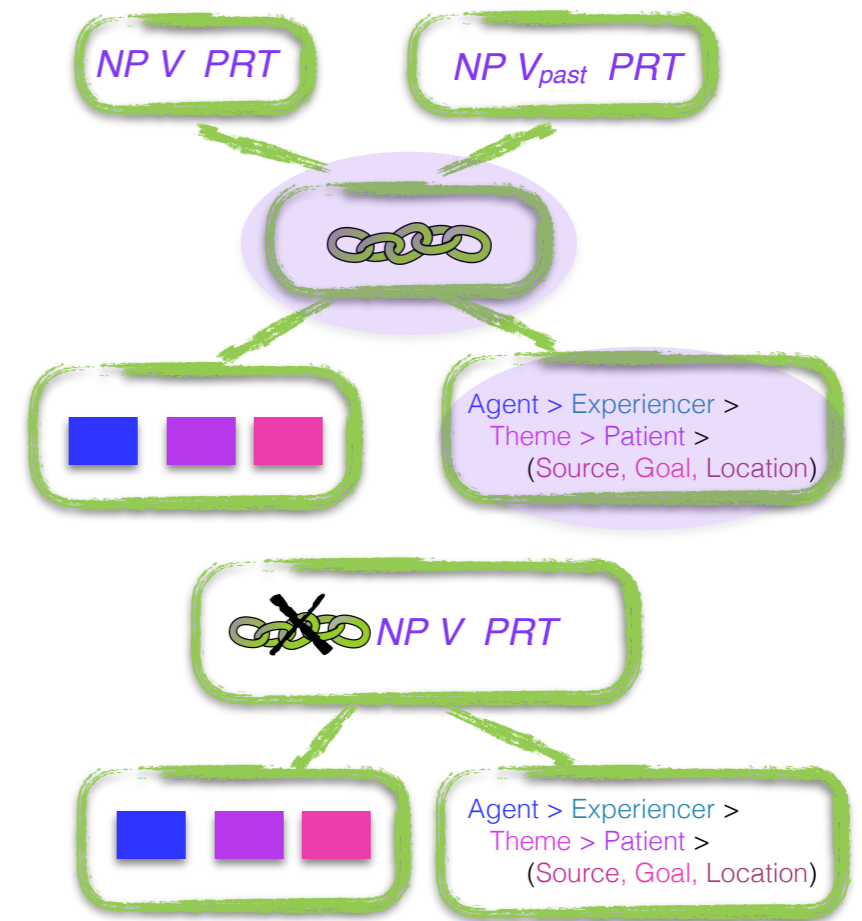 NP V PRT
NP Vpast PRT
Agent > Experiencer >
Theme > Patient >
(Source, Goal, Location)
NP V PRT
Agent > Experiencer >
Theme > Patient >
(Source, Goal, Location)